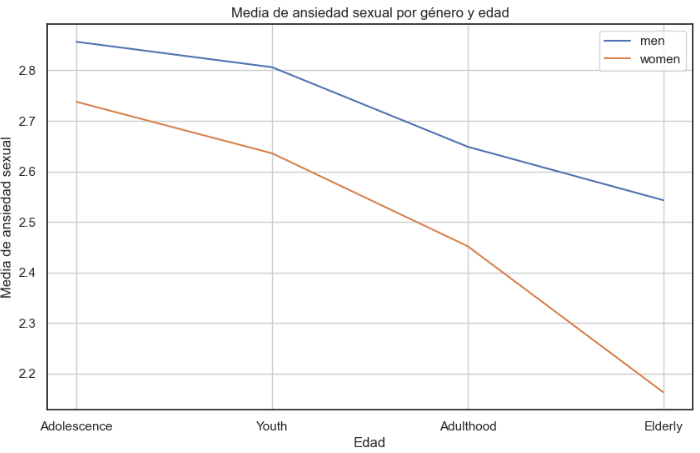 Media de ansiedad sexual por género y edad
men
women
Media de ansiedad sexual
2.8
2.7
2.6
2.5
2.4
2.3
2.2
Adolescence
Youth
Adulthood
Elderly
Edad